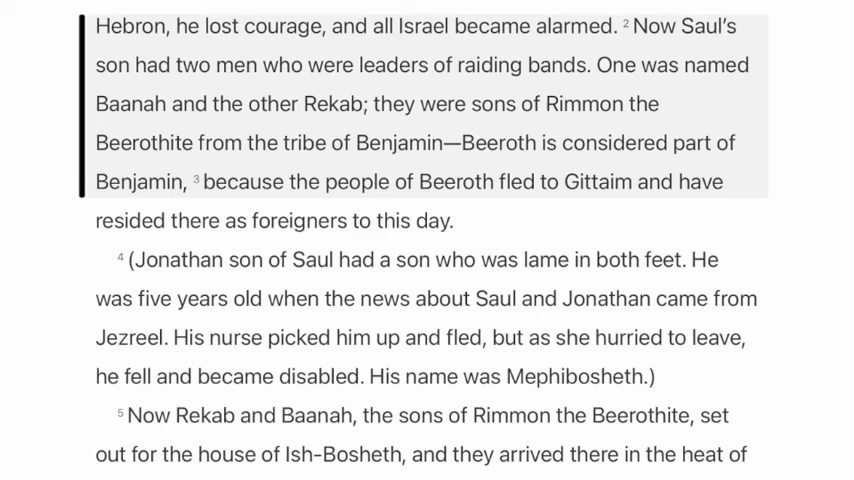 Hebron, he lost courage, and all Israel became alarmed. 2 Now Saul’s
son had two men who were leaders of raiding bands. One was named
Baanah and the other Rekab; they were sons of Rimmon the
Beerothite from the tribe of Benjamin—Beeroth is considered part of
Benjamin, 3 because the people of Beeroth fled to Gittaim and have
resided there as foreigners to this day.
4 (Jonathan son of Saul had a son who was lame in both feet. He
was five years old when the news about Saul and Jonathan came from
Jezreel. His nurse picked him up and fled, but as she hurried to leave,
he fell and became disabled. His name was Mephibosheth.)
5 Now Rekab and Baanah, the sons of Rimmon the Beerothite, set
out for the house of Ish-Bosheth, and they arrived there in the heat of